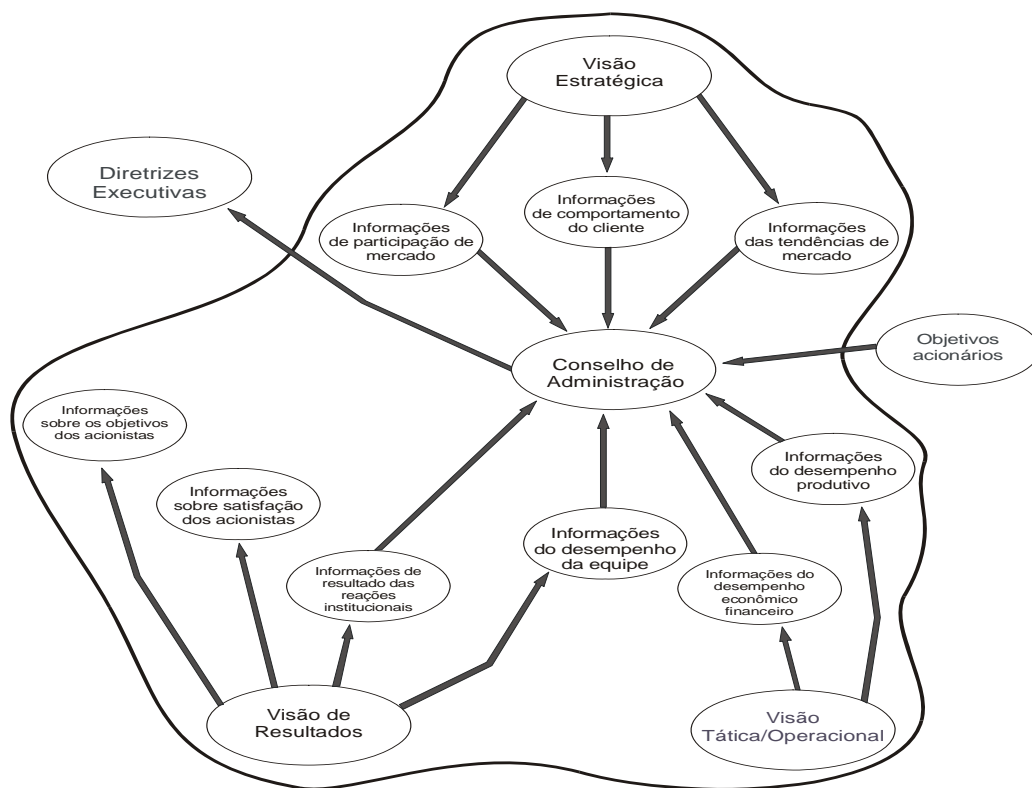 Visão
Estratégica
Diretrizes
Executivas
Informações
de comportamento
do cliente
Informações
de participação de
mercado
Informações
das tendências de
mercado
Objetivos
acionários
Conselho de
Administração
Informações
sobre os objetivos
dos acionistas
Informações
do desempenho
produtivo
Informações
sobre satisfação
dos acionistas
Informações
do desempenho
da equipe
Informações de
resultado das
reações
institucionais
Informações do
desempenho
econômico
financeiro
Visão de
Resultados
Visão
Tática/Operacional